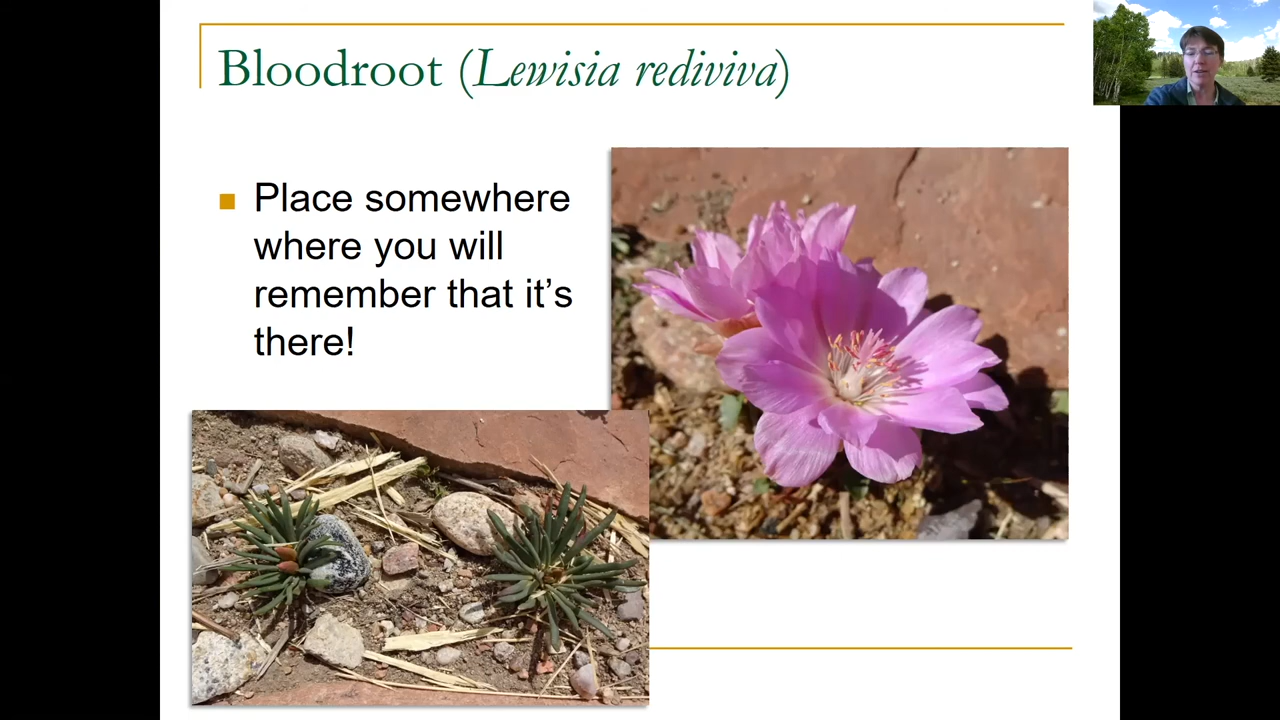 Bloodroot (Lewisia rediviva)
Place somewhere
where you will
remember that it’s
there!